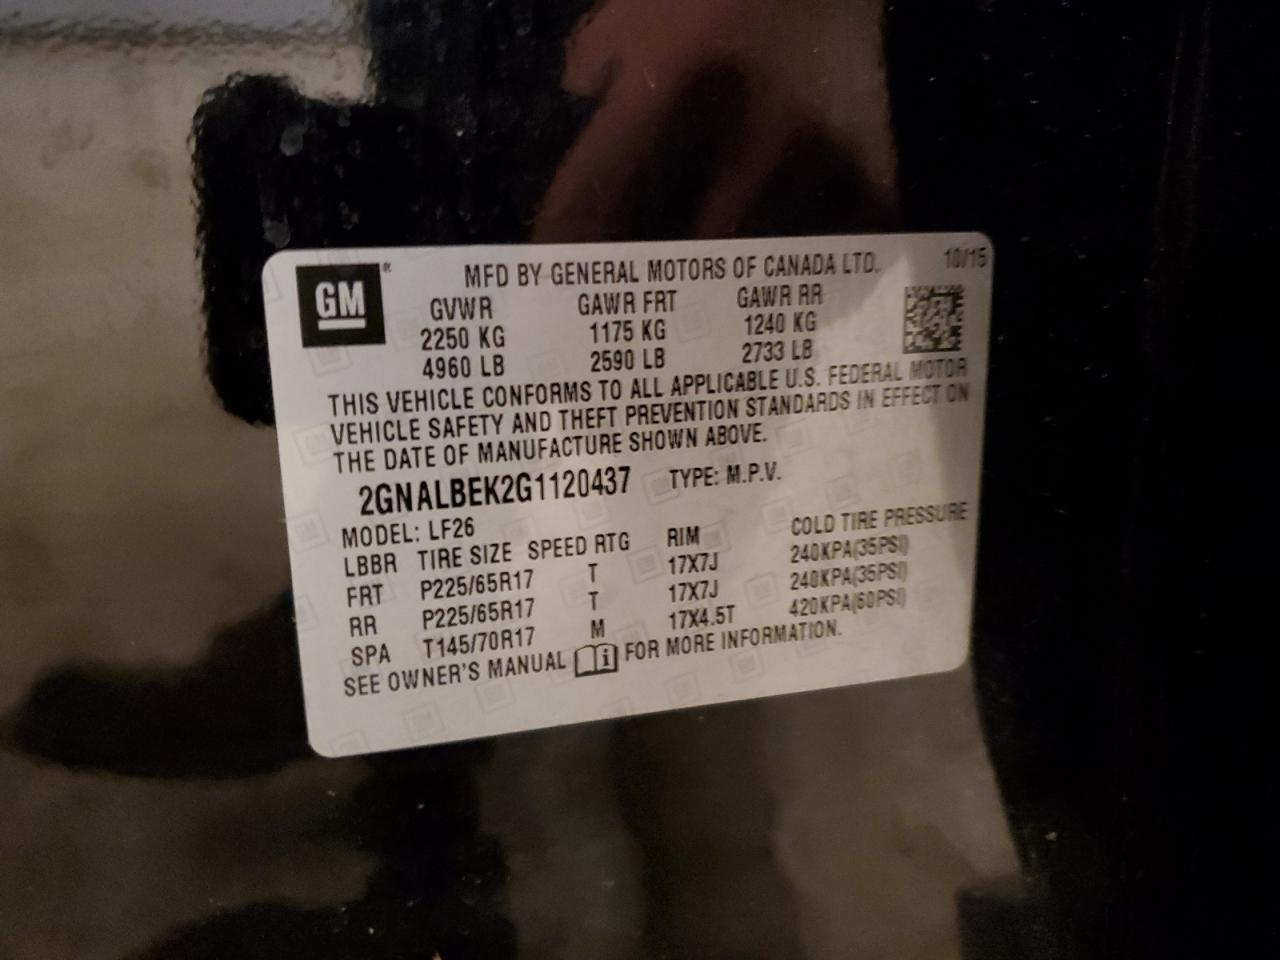 GM ® MFD BY GENERAL MOTORS OF CANADA LTD. 10/15
GVWR GAWR FRT GAWR RR
2250 KG 1175 KG 1240 KG
4960 LB 2590 LB 2733 LB
THIS VEHICLE CONFORMS TO ALL APPLICABLE U.S. FEDERAL MOTOR
VEHICLE SAFETY AND THEFT PREVENTION STANDARDS IN EFFECT ON
THE DATE OF MANUFACTURE SHOWN ABOVE.
2GNALBEK2G1120437 TYPE: M.P.V.
MODEL: LF26
LBBR TIRE SIZE SPEED RTG RIM COLD TIRE PRESSURE
FRT P225/65R17 T 17X7J 240KPA(35PSI)
RR P225/65R17 T 17X7J 240KPA(35PSI)
SPA T145/70R17 M 17X4.5T 420KPA(60PSI)
SEE OWNER'S MANUAL i FOR MORE INFORMATION.